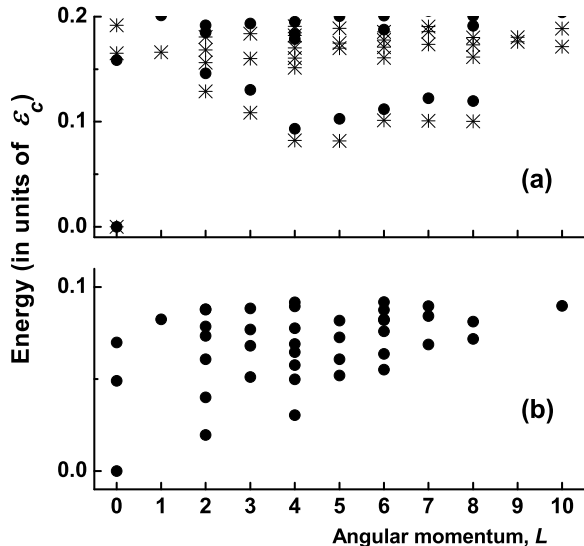 Energy (in units of ε_c)
0.2
0.1
0.0
(a)
0.1
0.0
(b)
0 1 2 3 4 5 6 7 8 9 10
Angular momentum, L